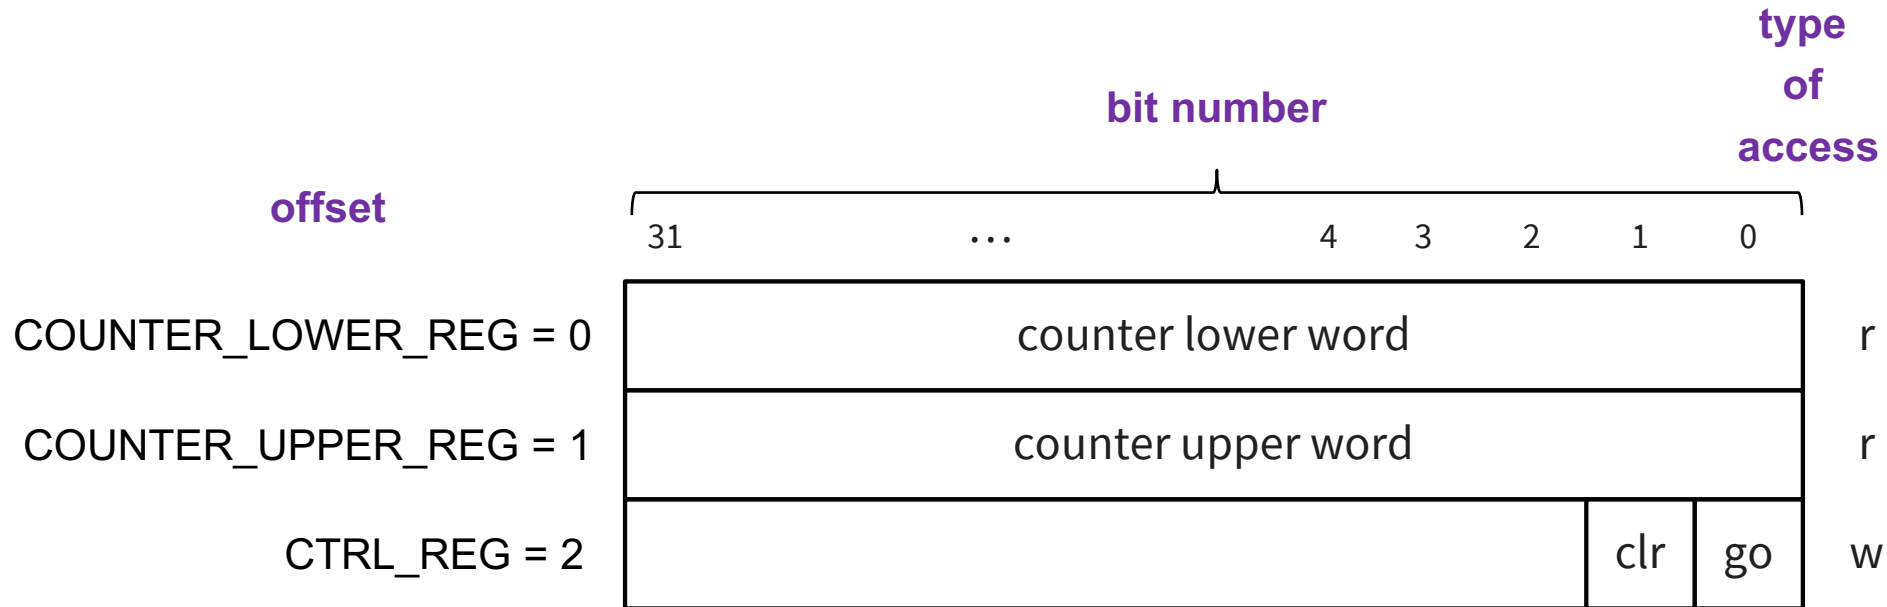 type
of
access
bit number
offset
31 ... 4 3 2 1 0
COUNTER_LOWER_REG = 0 counter lower word r
COUNTER_UPPER_REG = 1 counter upper word r
CTRL_REG = 2 clr go w